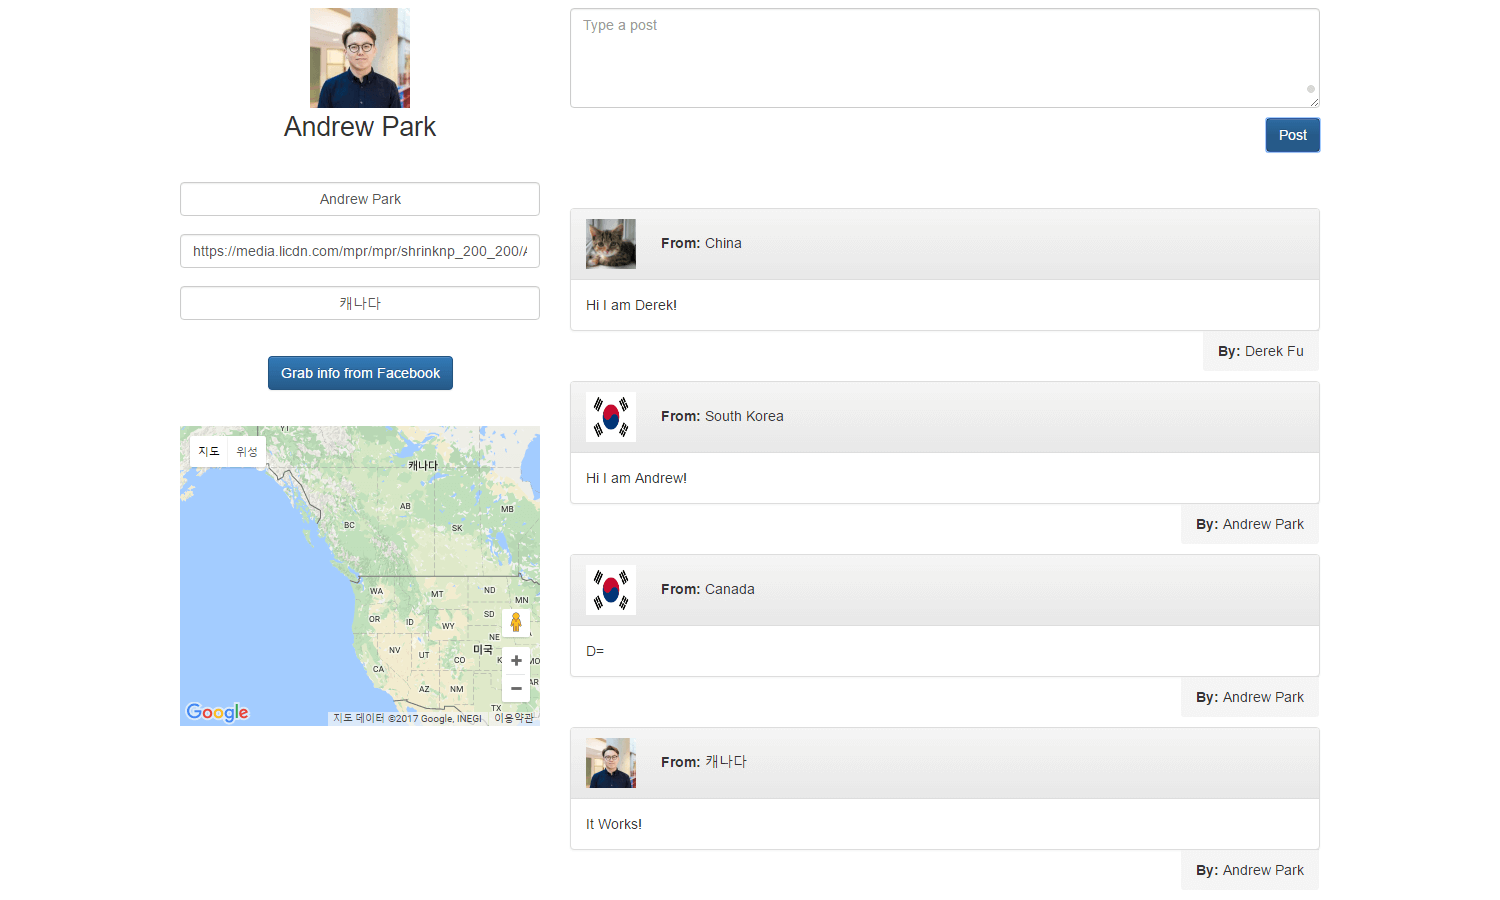 Andrew Park
Andrew Park
https://media.licdn.com/mpr/mpr/shrinknp_200_200/A
캐나다
Grab info from Facebook
지도 위성
YT
캐나다
AB
MB
BC
SK
WA
MT
ND
MN
OR
ID
SD
WY
NE
NV
UT
미국
CO
CA
AZ
NM
AR
TX
Google
지도 데이터 ©2017 Google, INEGI 이용약관
Type a post
Post
From: China
Hi I am Derek!
By: Derek Fu
From: South Korea
Hi I am Andrew!
By: Andrew Park
From: Canada
D=
By: Andrew Park
From: 캐나다
It Works!
By: Andrew Park